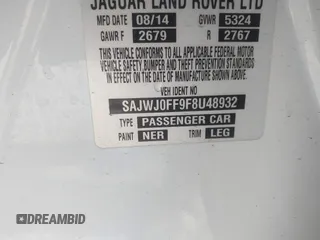 JAGUAR LAND ROVER LTD
MFG DATE 08/14 GVWR 5324
GAWR F 2679 R 2767
THIS VEHICLE CONFORMS TO ALL APPLICABLE FEDERAL MOTOR
VEHICLE SAFETY, BUMPER, AND THEFT PREVENTION STANDARDS
IN EFFECT ON THE DATE OF MANUFACTURE SHOWN ABOVE.
VEH IDENT NO
SAJWJ0FF9F8U48932
TYPE PASSENGER CAR
PAINT NER TRIM LEG
DREAMBID